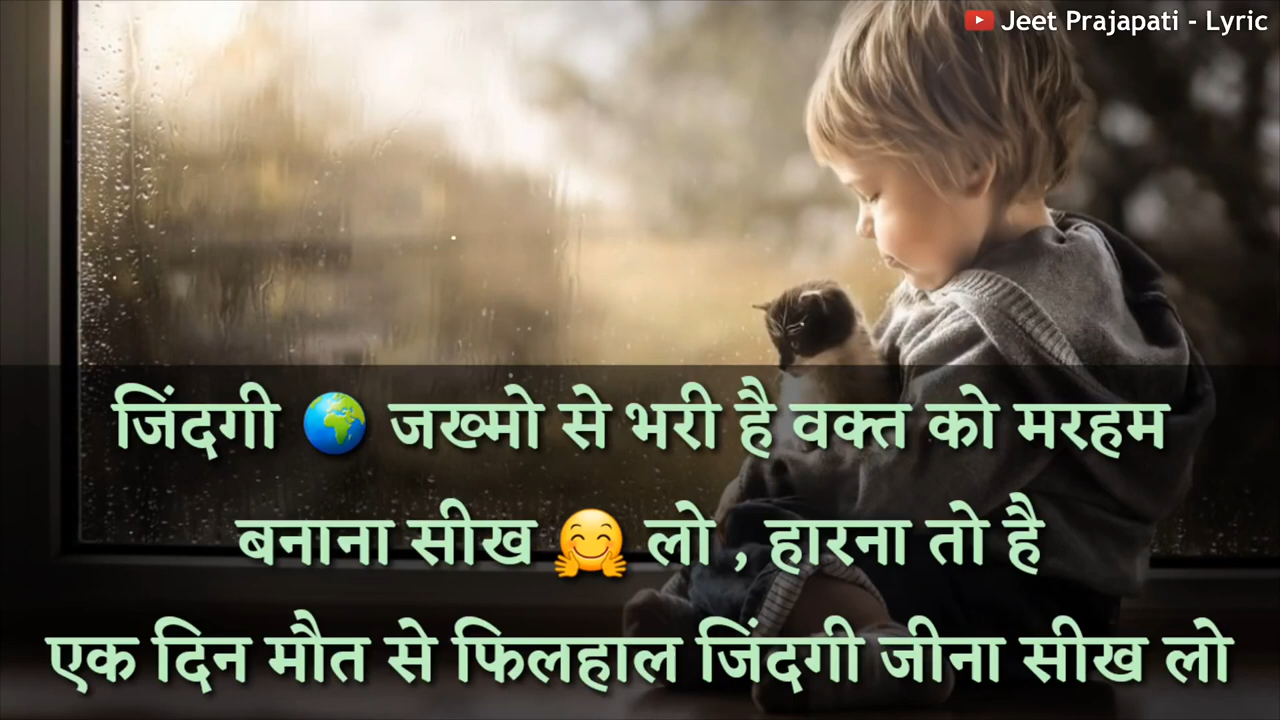 Jeet Prajapati - Lyric
जिंदगी 🌍 जख्मो से भरी है वक्त को मरहम
बनाना सीख 🤗 लो , हारना तो है
एक दिन मौत से फिलहाल जिंदगी जीना सीख लो